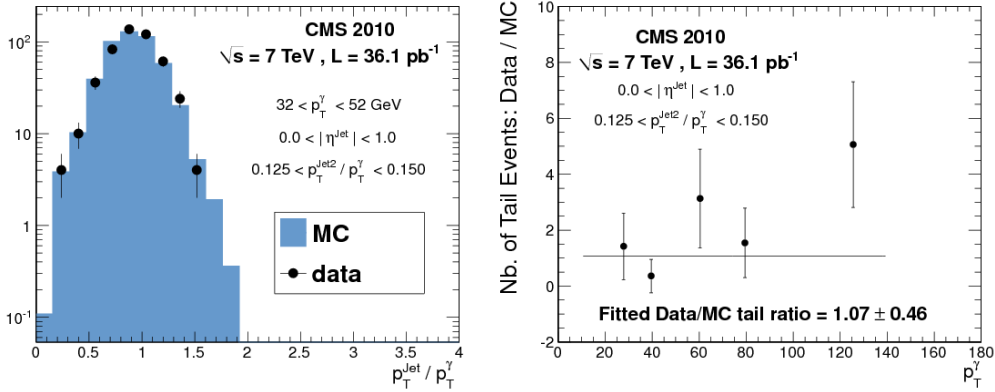 CMS 2010
√s = 7 TeV , L = 36.1 pb⁻¹
32 < p_T^γ < 52 GeV
0.0 < | η^Jet | < 1.0
0.125 < p_T^Jet2 / p_T^γ < 0.150
MC
data
10²
10
1
10⁻¹
0 0.5 1 1.5 2 2.5 3 3.5 4
p_T^Jet / p_T^γ
Nb. of Tail Events: Data / MC
CMS 2010
√s = 7 TeV , L = 36.1 pb⁻¹
0.0 < | η^Jet | < 1.0
0.125 < p_T^Jet2 / p_T^γ < 0.150
10
8
6
4
2
0
-2
Fitted Data/MC tail ratio = 1.07 ± 0.46
0 20 40 60 80 100 120 140 160 180
p_T^γ